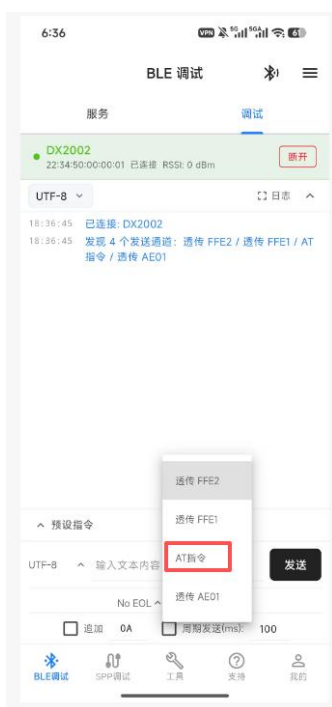 6:36
VPN 5G 5GA 61
BLE 调试
服务 调试
DX2002
22:34:50:00:00:01 已连接 RSSI: 0 dBm
断开
UTF-8 日志
18:36:45 已连接: DX2002
18:36:45 发现 4 个发送通道: 透传 FFE2 / 透传 FFE1 / AT
指令 / 透传 AE01
透传 FFE2
预设指令
透传 FFE1
UTF-8 输入文本内容 AT指令 发送
No EOL 透传 AE01
追加 0A 周期发送(ms): 100
BLE调试 SPP调试 工具 支持 我的